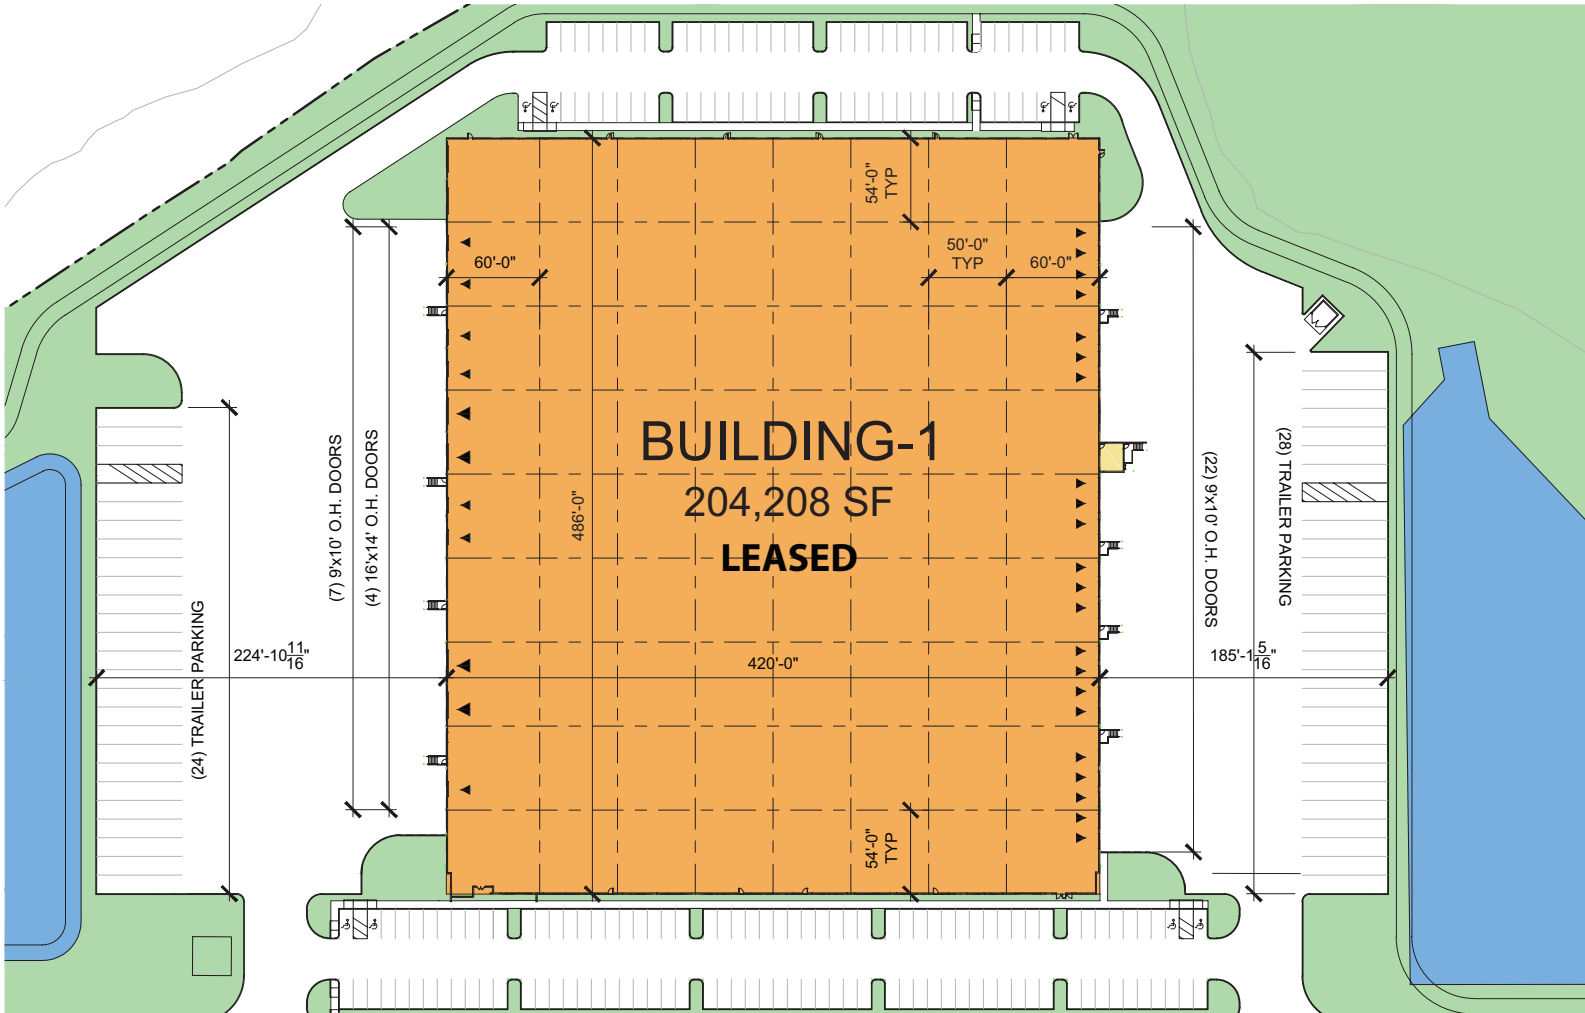 54'-0"
TYP
50'-0"
TYP
60'-0"
60'-0"
BUILDING-1
204,208 SF
LEASED
486'-0"
(7) 9'x10' O.H. DOORS
(4) 16'x14' O.H. DOORS
(22) 9'x10' O.H. DOORS
(28) TRAILER PARKING
(24) TRAILER PARKING
224'-10 11/16"
420'-0"
185'-1 5/16"
54'-0"
TYP